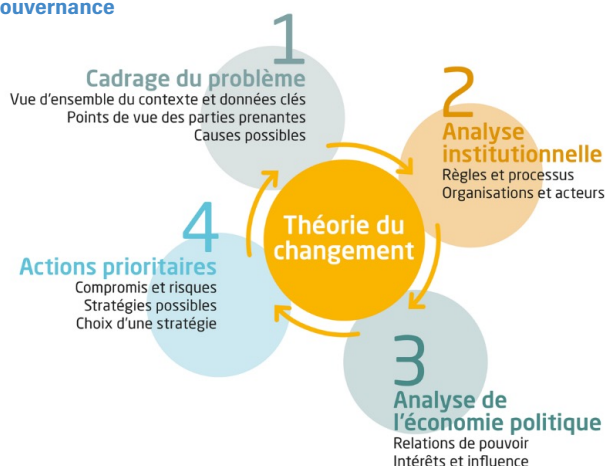 ouvernance
1
Cadrage du problème
Vue d'ensemble du contexte et données clés
Points de vue des parties prenantes
Causes possibles
2
Analyse
institutionnelle
Règles et processus
Organisations et acteurs
Théorie du
changement
3
Analyse de
l'économie politique
Relations de pouvoir
Intérêts et influence
4
Actions prioritaires
Compromis et risques
Stratégies possibles
Choix d'une stratégie